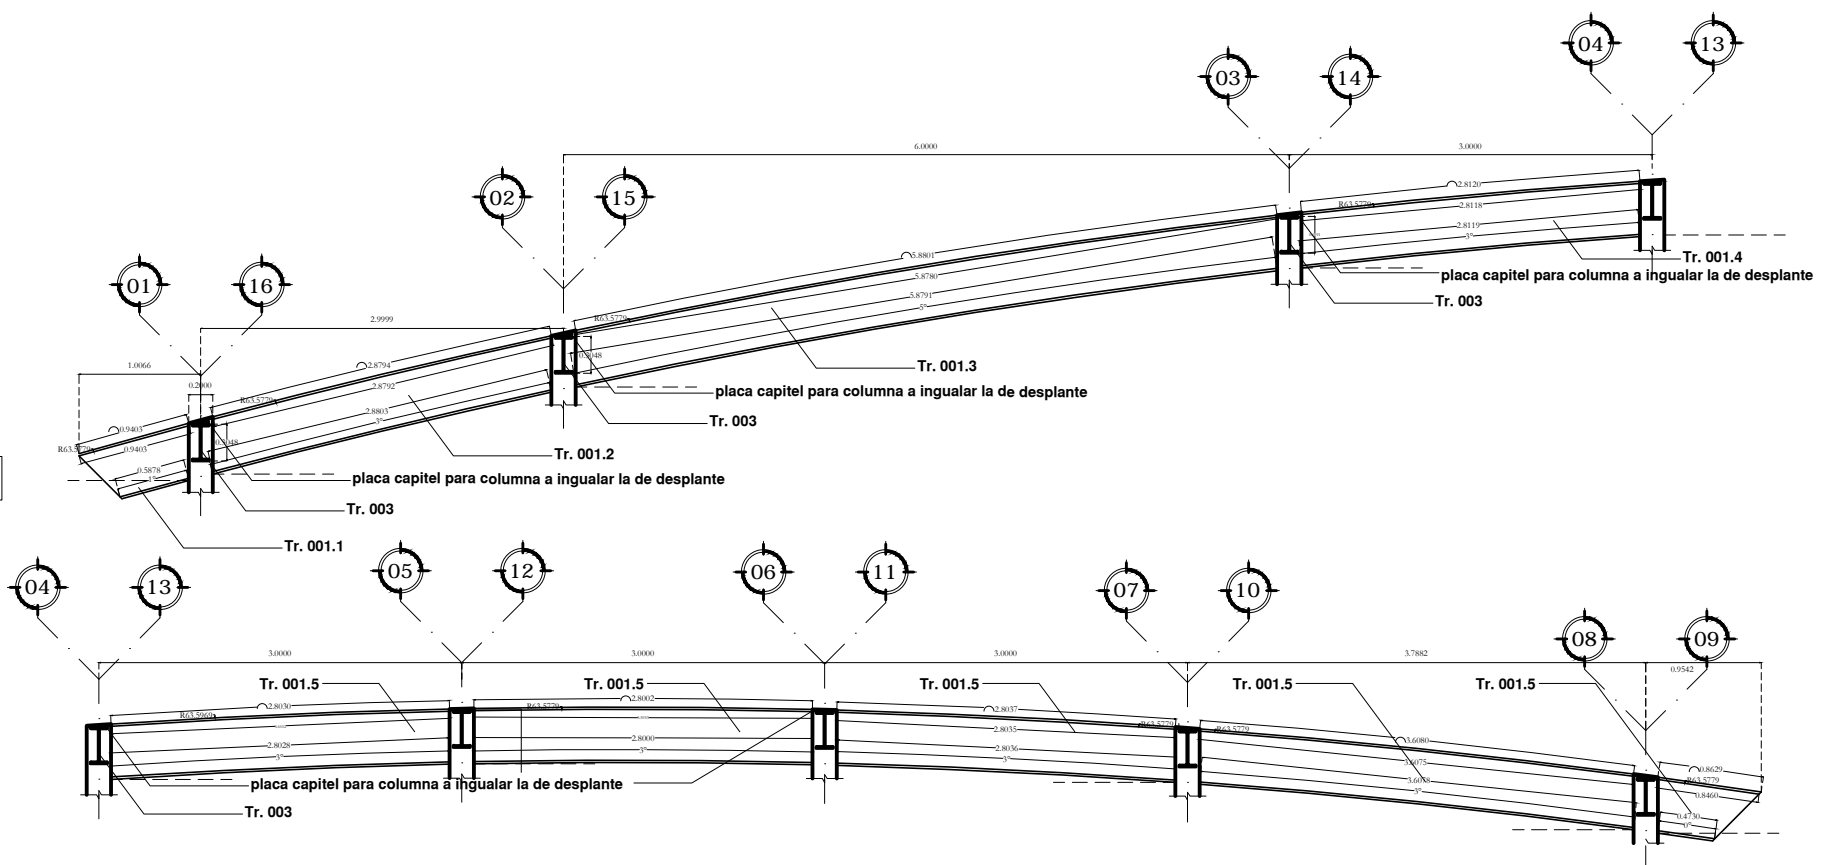 04
13
03
14
6.0000
3.0000
02
15
2.8120
R63.5779
2.8118
2.8119
3°
Tr. 001.4
placa capitel para columna a ingualar la de desplante
Tr. 003
01
16
5.8801
5.8780
5.8791
5°
R63.5779
2.9999
1.0066
0.2000
2.8794
2.8792
2.8803
3°
R63.5779
0.3048
Tr. 001.3
placa capitel para columna a ingualar la de desplante
Tr. 003
0.9403
R63.5779
0.9403
0.5878
1°
0.3048
Tr. 001.2
placa capitel para columna a ingualar la de desplante
Tr. 003
Tr. 001.1
04
13
05
12
06
11
07
10
08
09
3.0000
3.0000
3.0000
3.7882
0.9542
Tr. 001.5
Tr. 001.5
Tr. 001.5
Tr. 001.5
Tr. 001.5
2.8030
R63.5969
2.8028
3°
2.8002
R63.5779
2.8000
3°
2.8037
R63.5779
2.8035
2.8036
3°
R63.5779
3.6080
3.6075
3.6078
3°
0.8629
R63.5779
0.8460
0.4730
0°
placa capitel para columna a ingualar la de desplante
Tr. 003